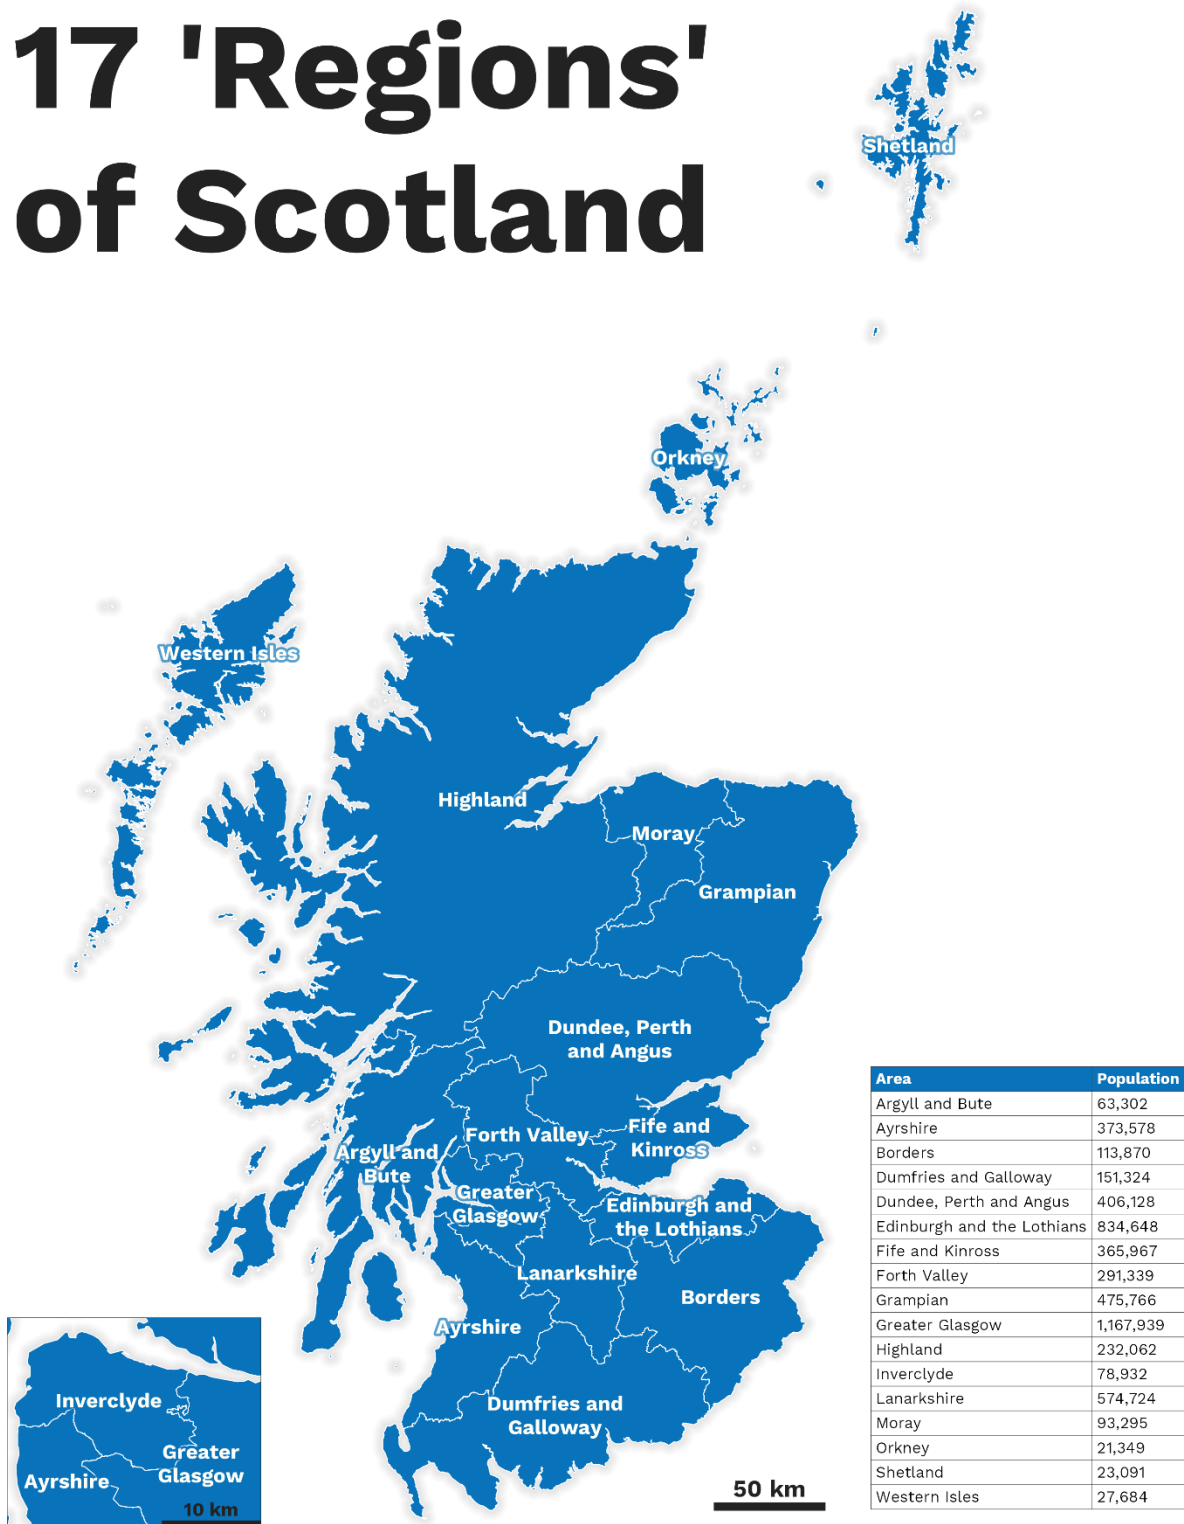 17 'Regions'
of Scotland
Shetland
Orkney
Western Isles
Highland
Moray
Grampian
Dundee, Perth
and Angus
Fife and
Kinross
Forth Valley
Argyll and
Bute
Greater
Glasgow
Edinburgh and
the Lothians
Lanarkshire
Borders
Ayrshire
Dumfries and
Galloway
Inverclyde
Greater
Glasgow
Ayrshire
10 km
50 km
Area Population
Argyll and Bute 63,302
Ayrshire 373,578
Borders 113,870
Dumfries and Galloway 151,324
Dundee, Perth and Angus 406,128
Edinburgh and the Lothians 834,648
Fife and Kinross 365,967
Forth Valley 291,339
Grampian 475,766
Greater Glasgow 1,167,939
Highland 232,062
Inverclyde 78,932
Lanarkshire 574,724
Moray 93,295
Orkney 21,349
Shetland 23,091
Western Isles 27,684